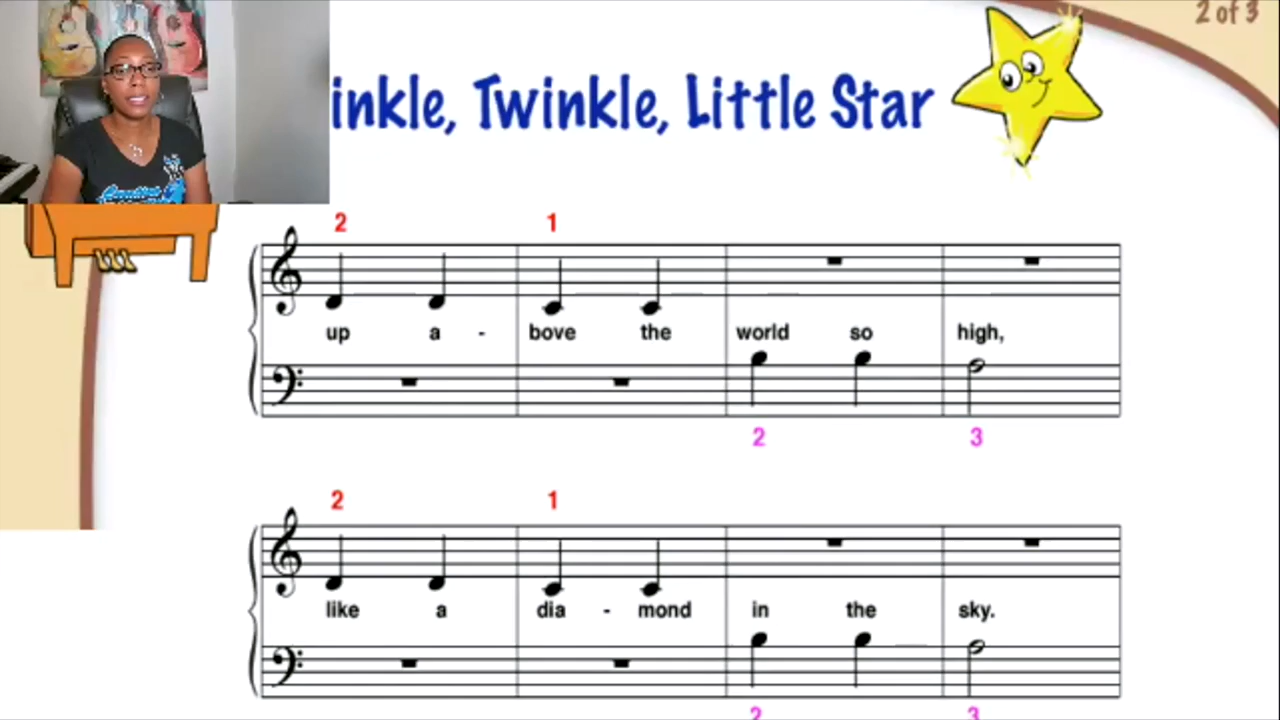 2 of 3
inkle, Twinkle, Little Star
2 1
up a - bove the world so high,
2 3
2 1
like a dia - mond in the sky.
2 3